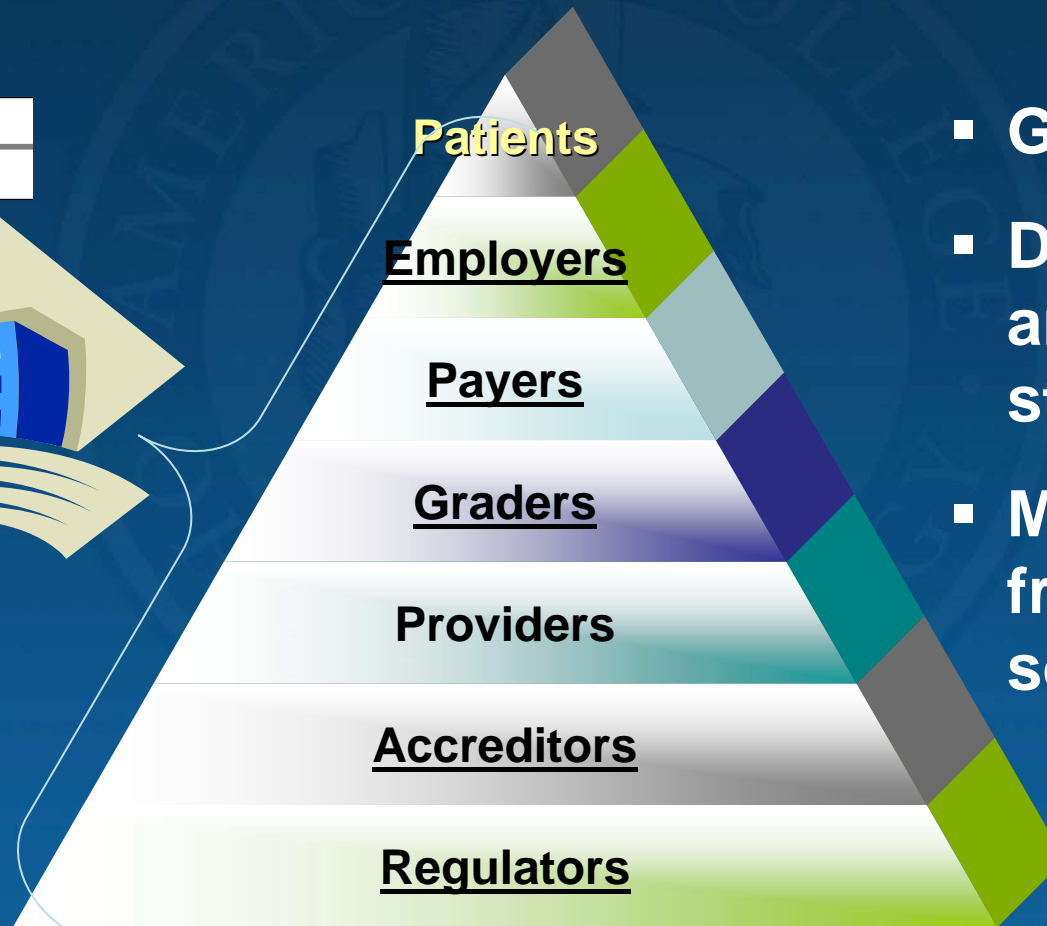 Patients
Employers
Payers
Graders
Providers
Accreditors
Regulators